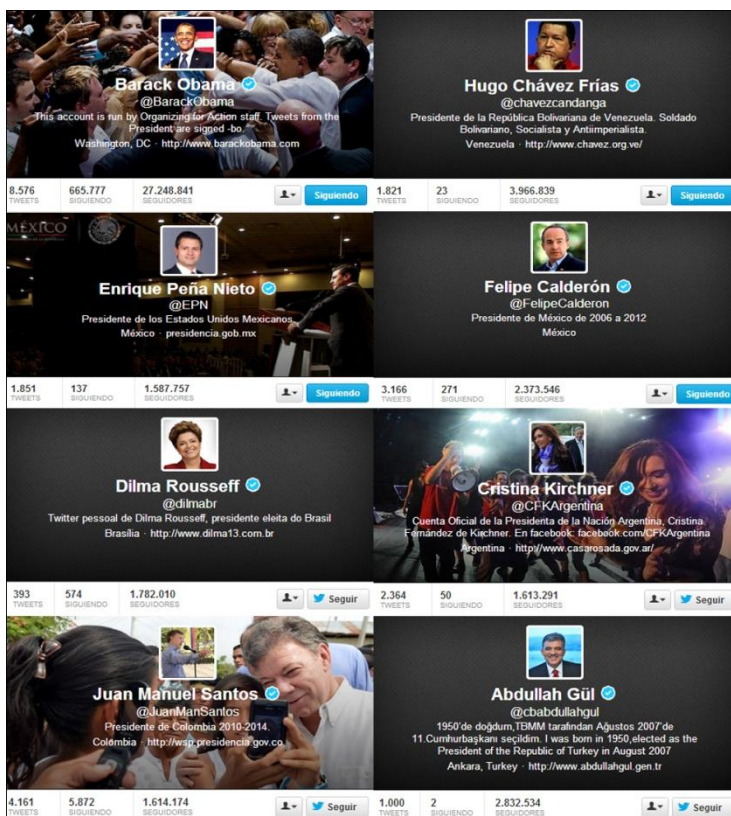 Barack Obama
@BarackObama
This account is run by Organizing for Action staff. Tweets from the
President are signed -bo.
Washington, DC · http://www.barackobama.com
8.576 665.777 27.248.841
TWEETS SIGUIENDO SEGUIDORES
Siguiendo
Hugo Chávez Frías
@chavezcandanga
Presidente de la República Bolivariana de Venezuela. Soldado
Bolivariano, Socialista y Antiimperialista.
Venezuela · http://www.chavez.org.ve/
1.821 23 3.966.839
TWEETS SIGUIENDO SEGUIDORES
Siguiendo
MÉXICO
Enrique Peña Nieto
@EPN
Presidente de los Estados Unidos Mexicanos
México · presidencia.gob.mx
1.851 137 1.587.757
TWEETS SIGUIENDO SEGUIDORES
Siguiendo
Felipe Calderón
@FelipeCalderon
Presidente de México de 2006 a 2012
México
3.166 271 2.373.546
TWEETS SIGUIENDO SEGUIDORES
Siguiendo
Dilma Rousseff
@dilmabr
Twitter pessoal de Dilma Rousseff, presidente eleita do Brasil
Brasília · http://www.dilma13.com.br
393 574 1.782.010
TWEETS SIGUIENDO SEGUIDORES
Seguir
Cristina Kirchner
@CFKArgentina
Cuenta Oficial de la Presidenta de la Nación Argentina, Cristina
Fernández de Kirchner. En facebook: facebook.com/CFKArgentina
Argentina · http://www.casarosada.gov.ar/
2.364 50 1.613.291
TWEETS SIGUIENDO SEGUIDORES
Seguir
Juan Manuel Santos
@JuanManSantos
Presidente de Colombia 2010-2014.
Colombia · http://wsp.presidencia.gov.co
4.161 5.872 1.614.174
TWEETS SIGUIENDO SEGUIDORES
Seguir
Abdullah Gül
@cbabdullahgul
1950'de doğdum,TBMM tarafından Ağustos 2007'de
11.Cumhurbaşkanı seçildim. I was born in 1950,elected as the
President of the Republic of Turkey in August 2007
Ankara, Turkey · http://www.abdullahgul.gen.tr
1.000 2 2.832.534
TWEETS SIGUIENDO SEGUIDORES
Seguir